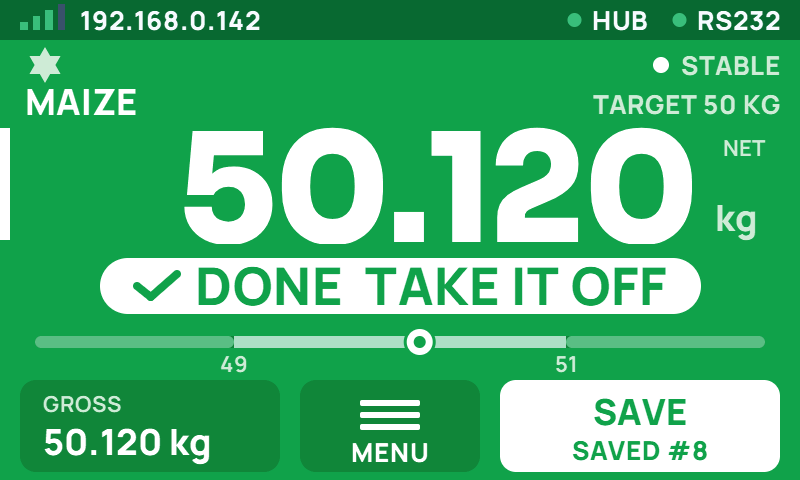 192.168.0.142 HUB RS232
STABLE
MAIZE
TARGET 50 KG
50.120 NET kg
DONE TAKE IT OFF
49 51
GROSS
50.120 kg
MENU
SAVE
SAVED #8